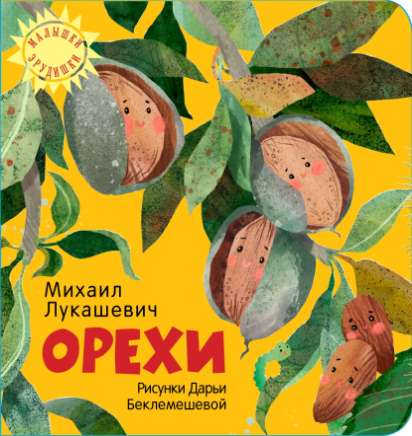 МАЛЫШКИ
ЭРУДИШКИ
Михаил
Лукашевич
ОРЕХИ
Рисунки Дарьи
Беклемешевой